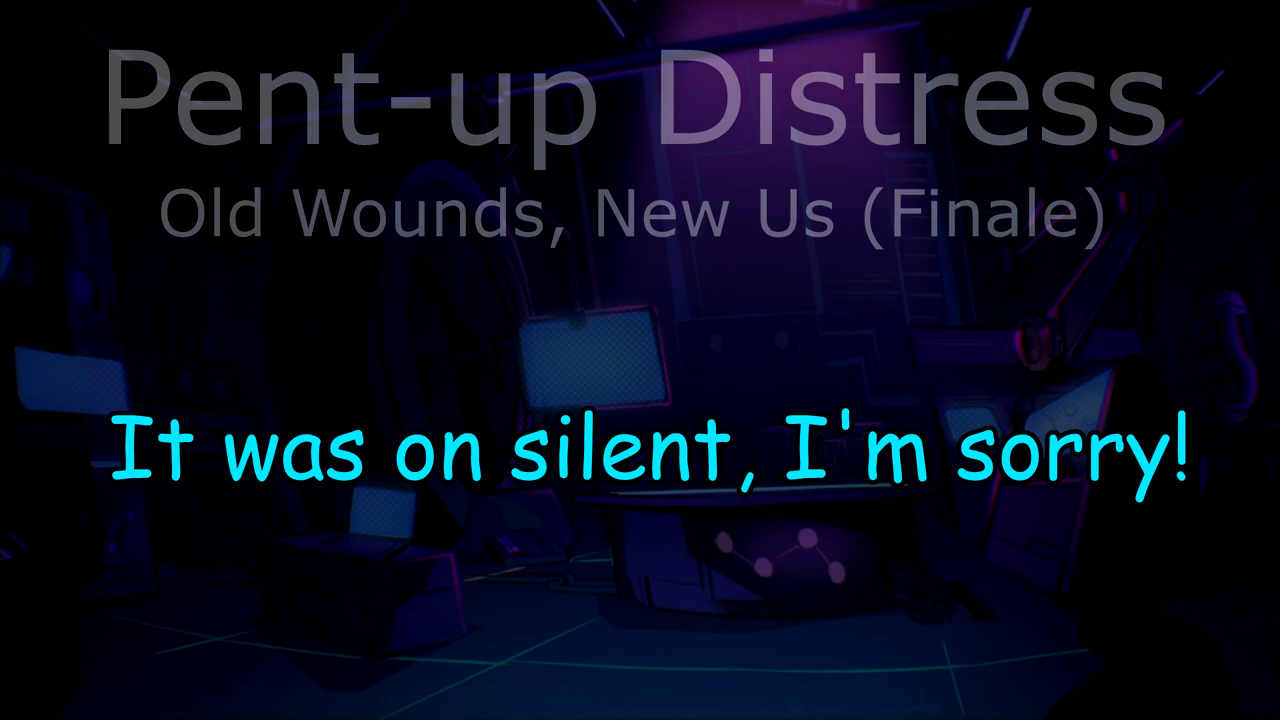 Pent-up Distress
Old Wounds, New Us (Finale)
It was on silent, I'm sorry!